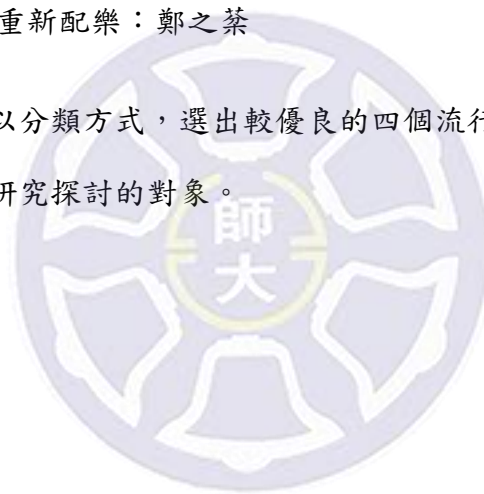 重新配樂：鄭之棻
以分類方式，選出較優良的四個流行
研究探討的對象。
師
大